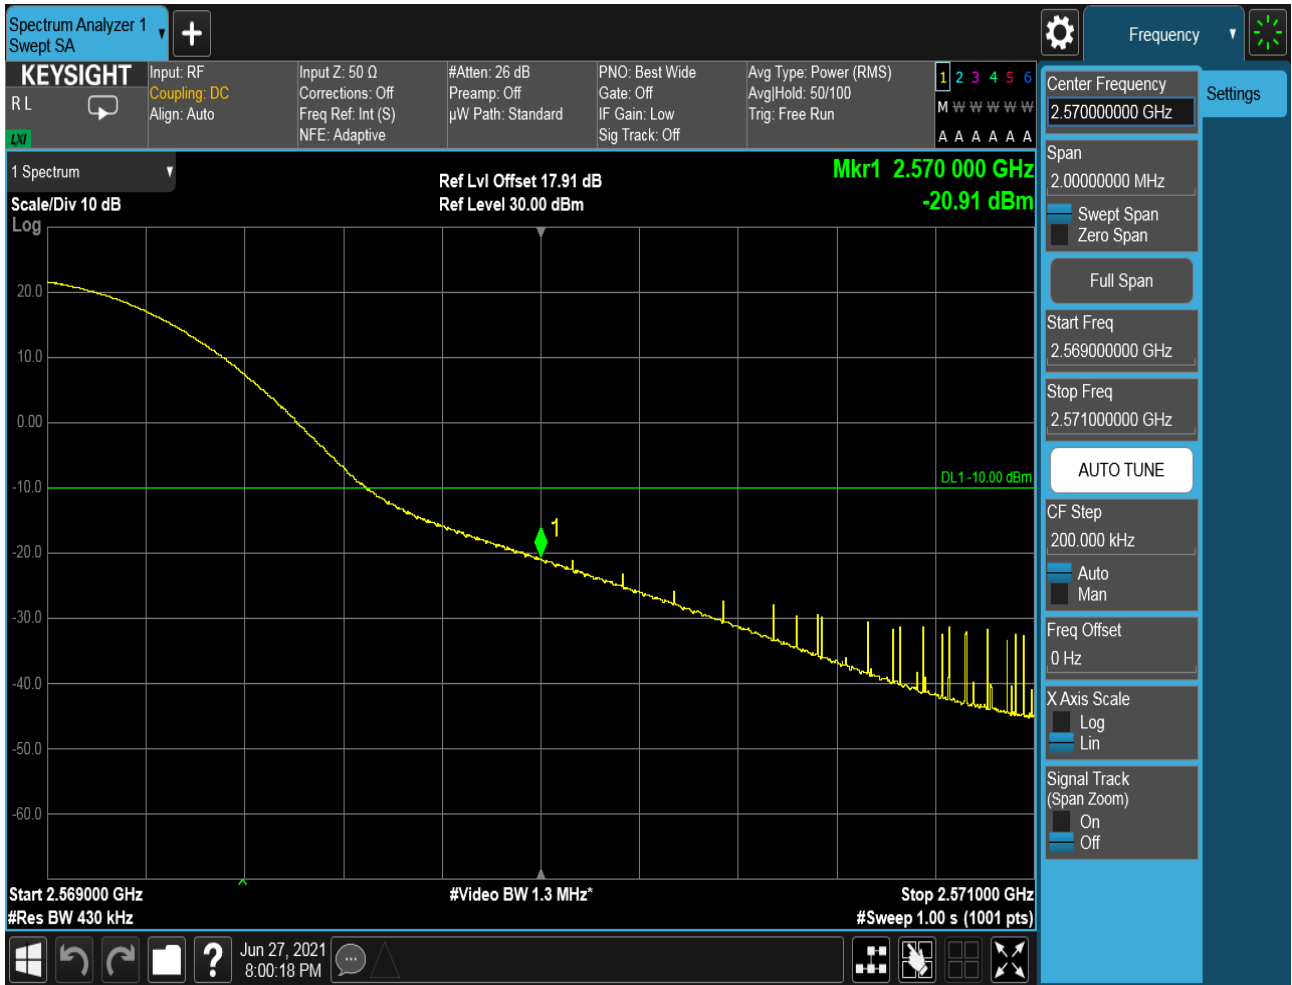 Spectrum Analyzer 1
Swept SA
Frequency
KEYSIGHT
R L
LXI
Input: RF
Coupling: DC
Align: Auto
Input Z: 50 Ω
Corrections: Off
Freq Ref: Int (S)
NFE: Adaptive
#Atten: 26 dB
Preamp: Off
µW Path: Standard
PNO: Best Wide
Gate: Off
IF Gain: Low
Sig Track: Off
Avg Type: Power (RMS)
Avg|Hold: 50/100
Trig: Free Run
1 2 3 4 5 6
M W W W W W
A A A A A A
1 Spectrum
Scale/Div 10 dB
Log
Ref Lvl Offset 17.91 dB
Ref Level 30.00 dBm
Mkr1 2.570 000 GHz
-20.91 dBm
20.0
10.0
0.00
-10.0
-20.0
-30.0
-40.0
-50.0
-60.0
DL1 -10.00 dBm
1
Start 2.569000 GHz
#Res BW 430 kHz
#Video BW 1.3 MHz*
Stop 2.571000 GHz
#Sweep 1.00 s (1001 pts)
Center Frequency
2.570000000 GHz
Settings
Span
2.00000000 MHz
Swept Span
Zero Span
Full Span
Start Freq
2.569000000 GHz
Stop Freq
2.571000000 GHz
AUTO TUNE
CF Step
200.000 kHz
Auto
Man
Freq Offset
0 Hz
X Axis Scale
Log
Lin
Signal Track
(Span Zoom)
On
Off
?
Jun 27, 2021
8:00:18 PM